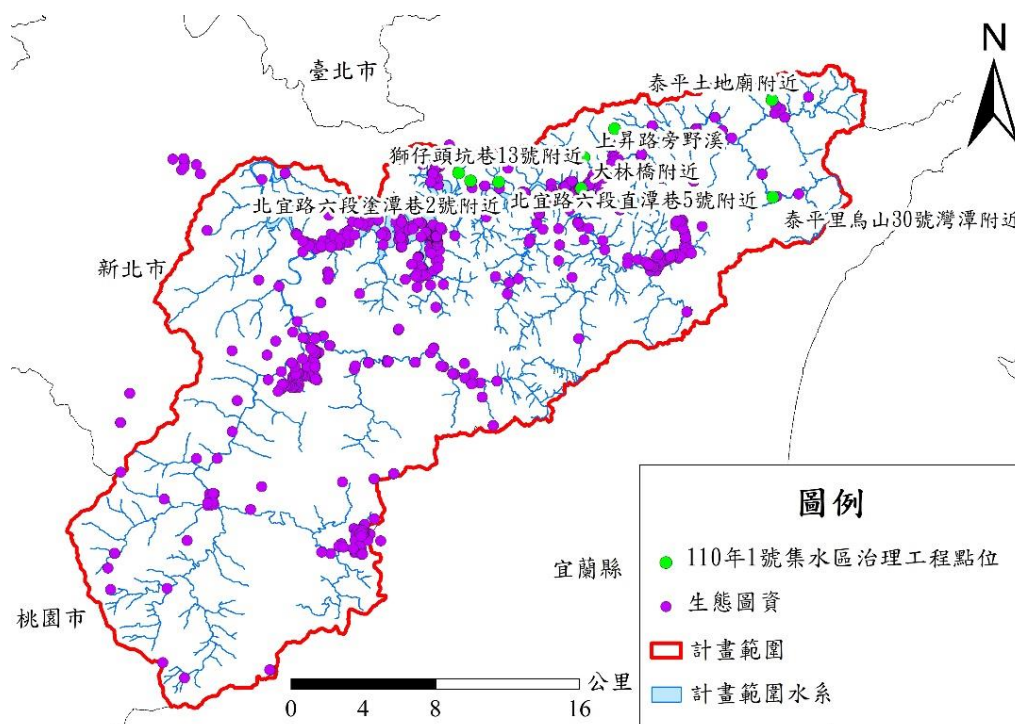 N
臺北市
泰平土地廟附近
上昇路旁野溪
獅仔頭坑巷13號附近
大林橋附近
北宜路六段塗潭巷2號附近
北宜路六段直潭巷5號附近
泰平里烏山30號灣潭附近
新北市
宜蘭縣
桃園市
圖例
110年1號集水區治理工程點位
生態圖資
計畫範圍
計畫範圍水系
公里
0 4 8 16